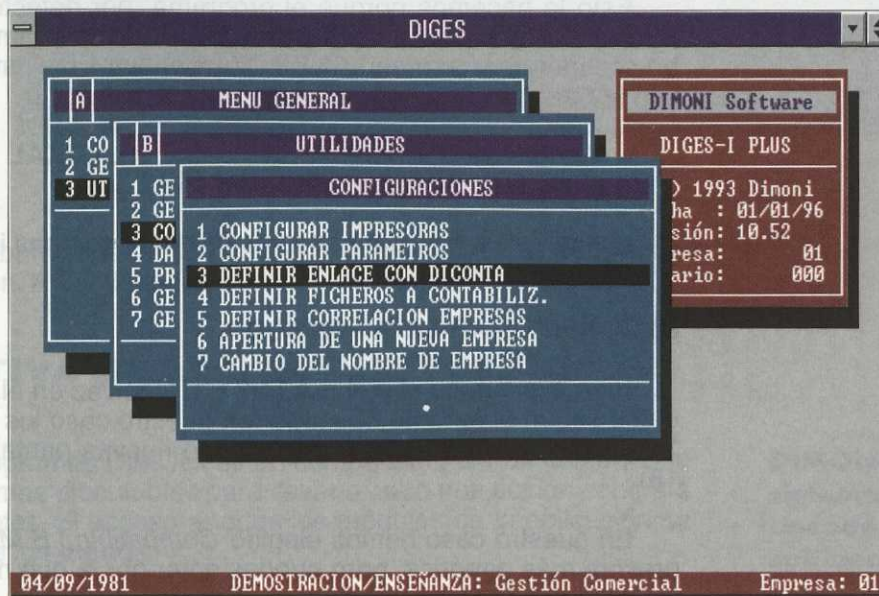 DIGES
A MENU GENERAL
1 CO
2 GE
3 UT
B UTILIDADES
1 GE
2 GE
3 CO
4 DA
5 PR
6 GE
7 GE
CONFIGURACIONES
1 CONFIGURAR IMPRESORAS
2 CONFIGURAR PARAMETROS
3 DEFINIR ENLACE CON DICONTA
4 DEFINIR FICHEROS A CONTABILIZ.
5 DEFINIR CORRELACION EMPRESAS
6 APERTURA DE UNA NUEVA EMPRESA
7 CAMBIO DEL NOMBRE DE EMPRESA
DIMONI Software
DIGES-I PLUS
) 1993 Dimoni
ha : 01/01/96
sión: 10.52
resa: 01
ario: 000
04/09/1981 DEMOSTRACION/ENSEÑANZA: Gestión Comercial Empresa: 01